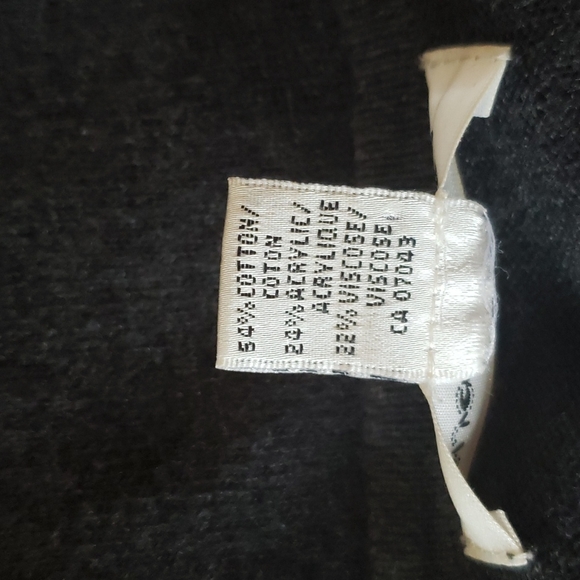 54% COTTON/
COTON
24% ACRYLIC/
ACRYLIQUE
22% VISCOSE/
VISCOSE
CA 07043